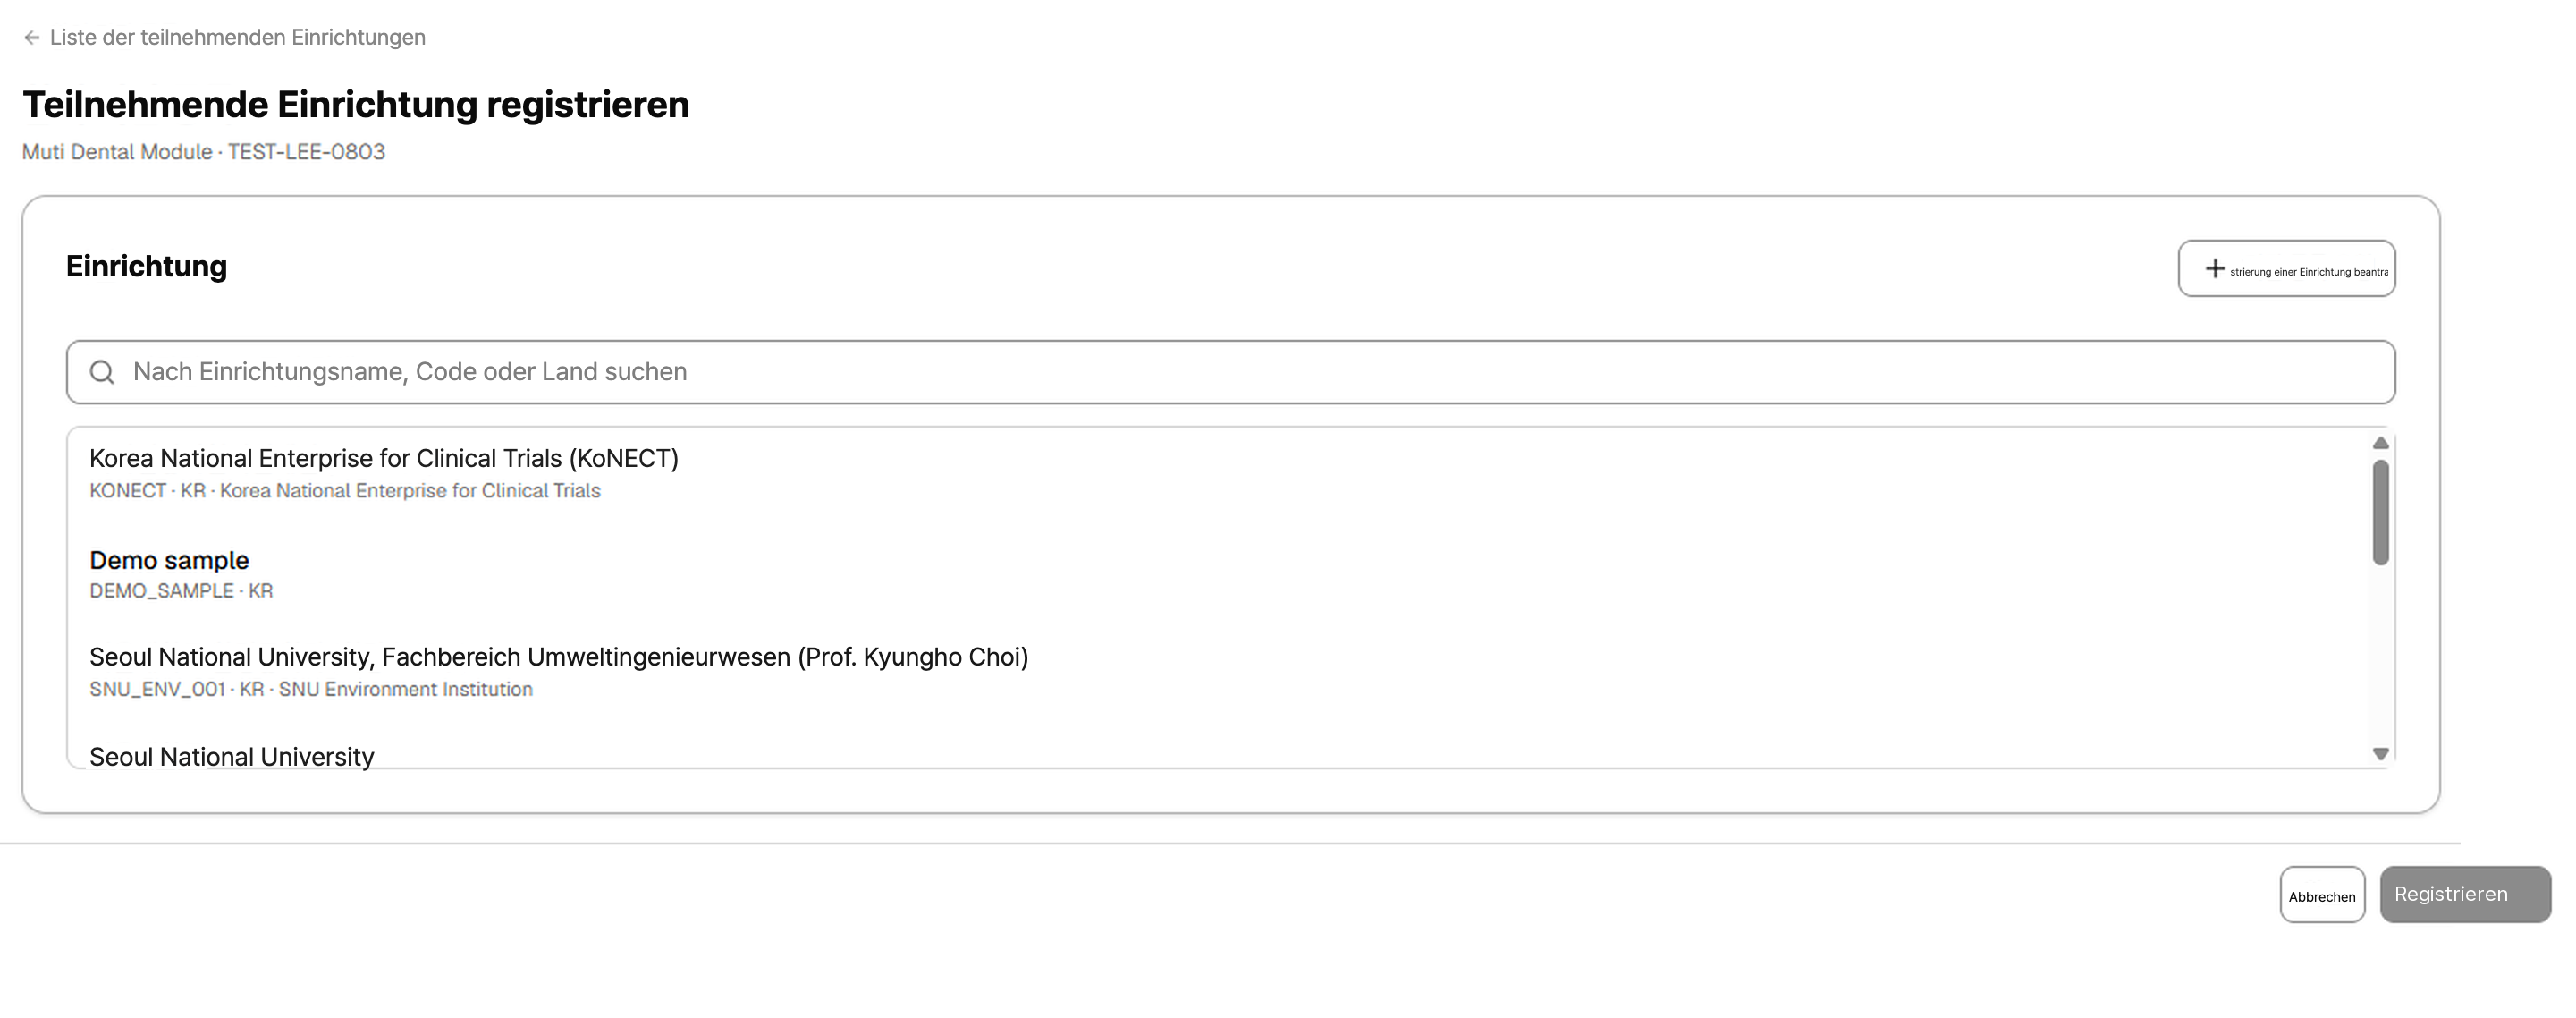 ← Liste der teilnehmenden Einrichtungen
Teilnehmende Einrichtung registrieren
Muti Dental Module · TEST-LEE-0803
Einrichtung
+ strierung einer Einrichtung beantra
Nach Einrichtungsname, Code oder Land suchen
Korea National Enterprise for Clinical Trials (KoNECT)
KONECT · KR · Korea National Enterprise for Clinical Trials
Demo sample
DEMO_SAMPLE · KR
Seoul National University, Fachbereich Umweltingenieurwesen (Prof. Kyungho Choi)
SNU_ENV_001 · KR · SNU Environment Institution
Seoul National University
Abbrechen
Registrieren